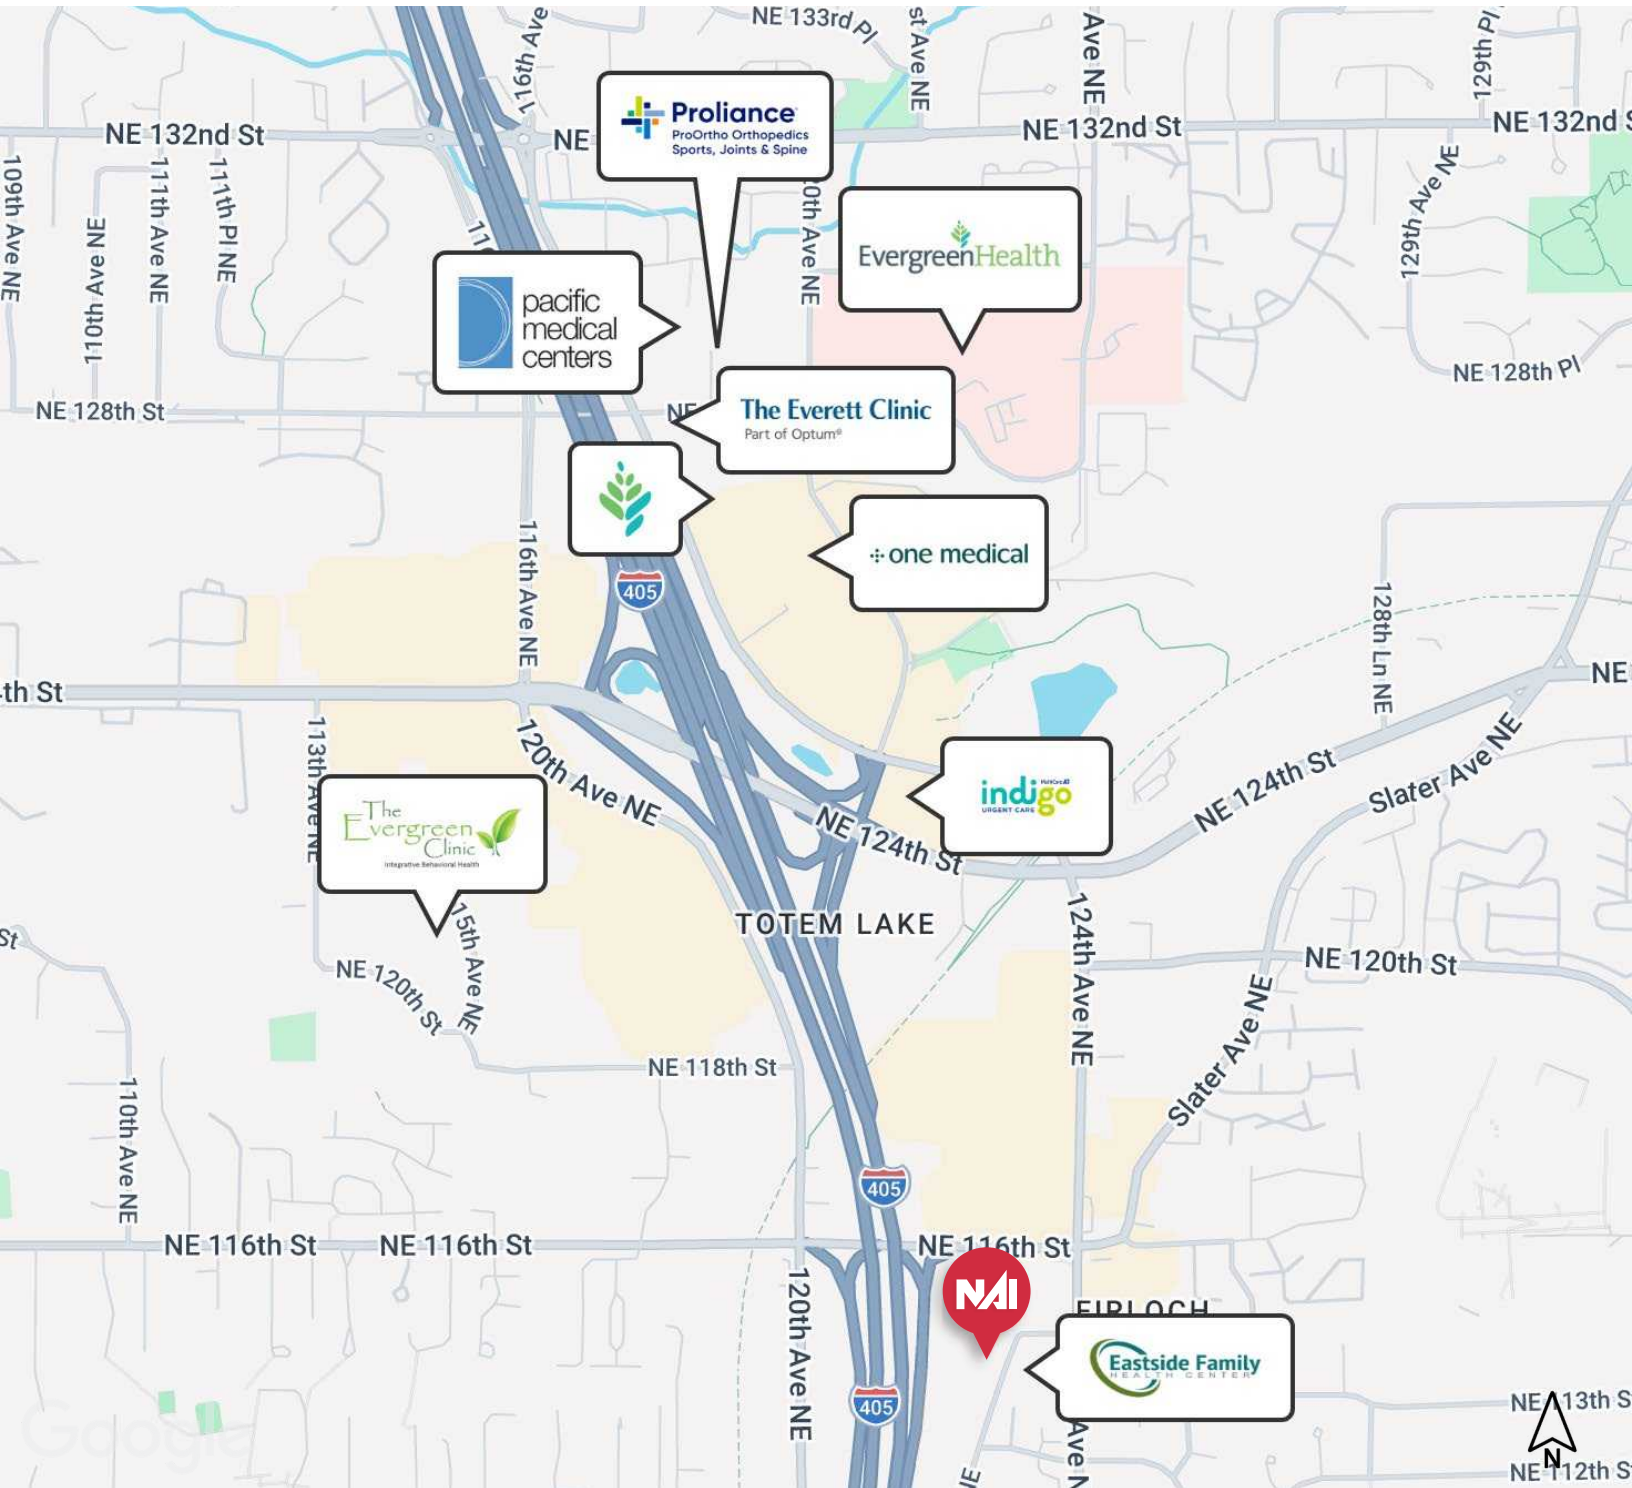 NE 133rd Pl
st Ave NE
Ave NE
129th Pl
116th Ave
NE 132nd St
NE
Proliance
ProOrtho Orthopedics
Sports, Joints & Spine
NE 132nd St
NE 132nd S
109th Ave NE
110th Ave NE
111th Ave NE
111th Pl NE
0th Ave NE
129th Ave NE
EvergreenHealth
pacific
medical
centers
NE 128th Pl
NE 128th St
NE
The Everett Clinic
Part of Optum®
one medical
116th Ave NE
405
128th Ln NE
th St
NE
113th Ave NE
120th Ave NE
NE 124th St
Slater Ave NE
indigo
URGENT CARE
NE 124th St
The
Evergreen
Clinic
Integrative Behavioral Health
TOTEM LAKE
15th Ave NE
124th Ave NE
St
NE 120th St
NE 120th St
Slater Ave NE
NE 118th St
110th Ave NE
405
NE 116th St
NE 116th St
NE 116th St
NAI
120th Ave NE
FIRLOCH
Eastside Family
HEALTH CENTER
405
NE 113th S
Google
Ave N
NE
N
NE 112th S